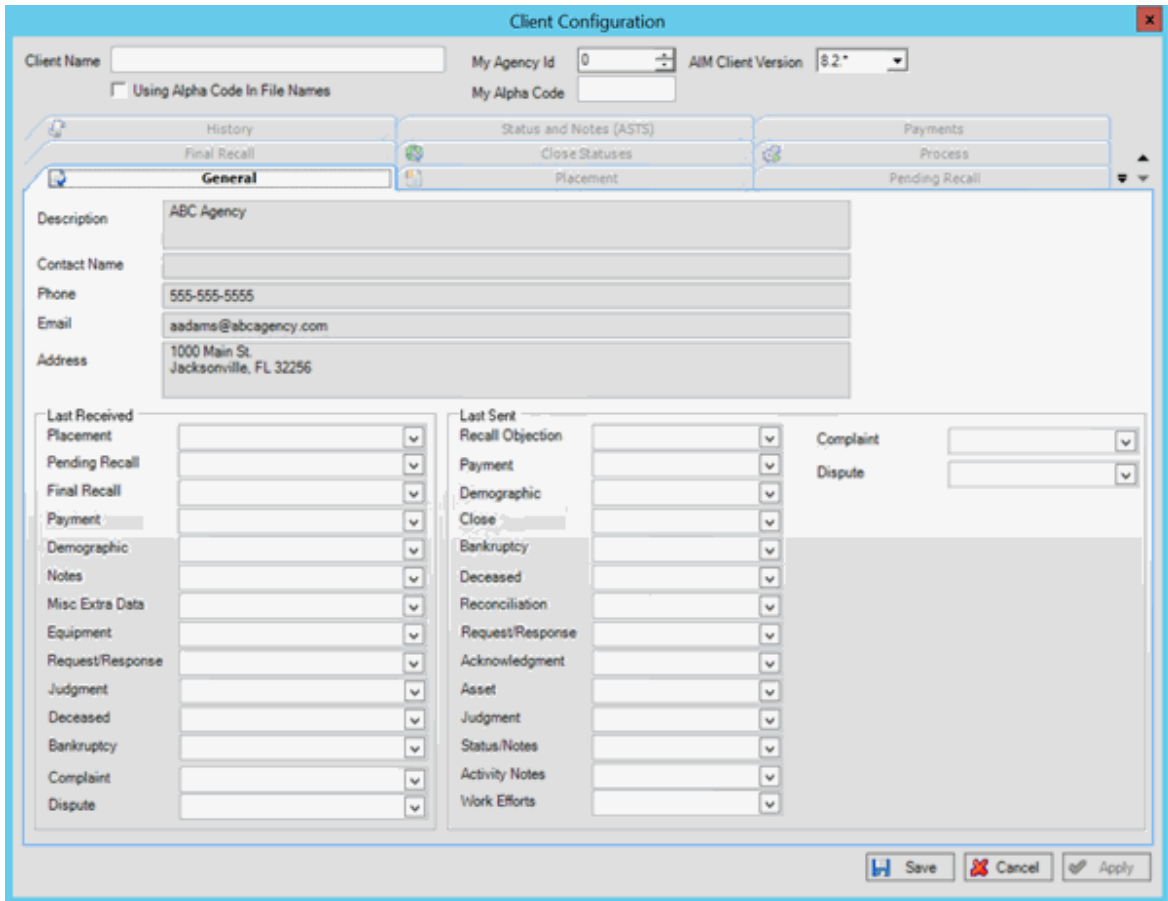 Client Configuration
x
Client Name
My Agency Id 0 AIM Client Version 8.2.*
Using Alpha Code In File Names
My Alpha Code
History Status and Notes (ASTS) Payments
Final Recall Close Statuses Process
General Placement Pending Recall
Description ABC Agency
Contact Name
Phone 555-555-5555
Email aadams@abcagency.com
Address 1000 Main St.
Jacksonville, FL 32256
Last Received
Placement
Pending Recall
Final Recall
Payment
Demographic
Notes
Misc Extra Data
Equipment
Request/Response
Judgment
Deceased
Bankruptcy
Complaint
Dispute
Last Sent
Recall Objection
Payment
Demographic
Close
Bankruptcy
Deceased
Reconciliation
Request/Response
Acknowledgment
Asset
Judgment
Status/Notes
Activity Notes
Work Efforts
Complaint
Dispute
Save Cancel Apply